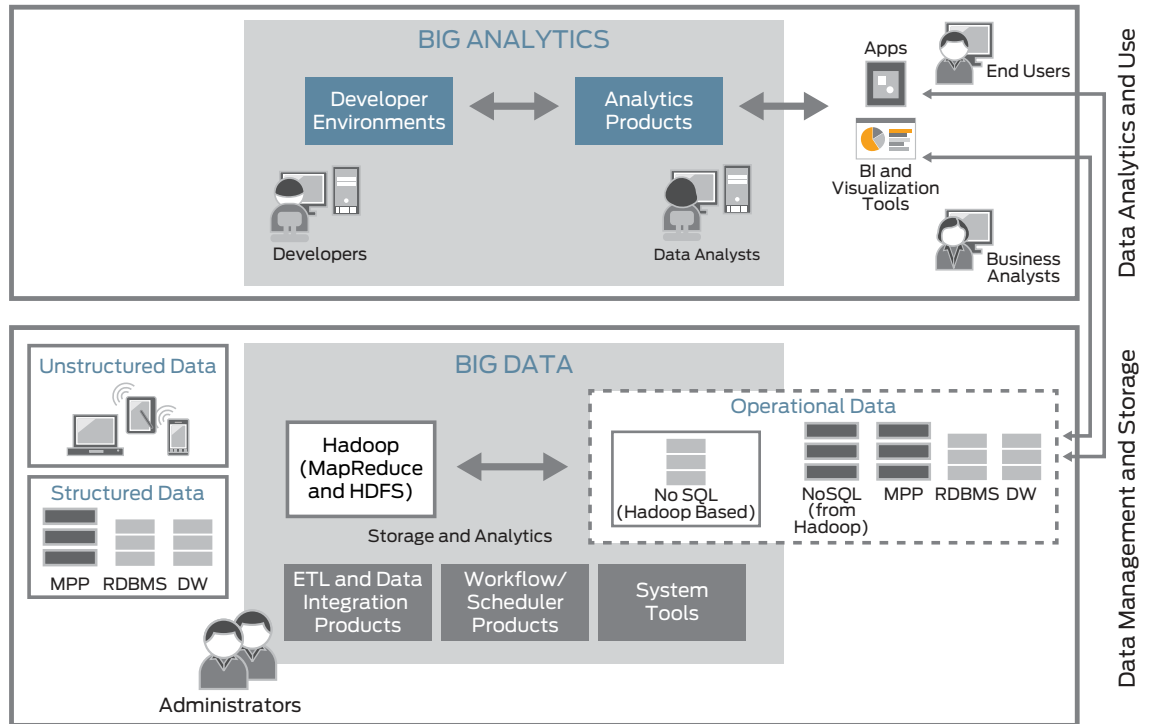 BIG ANALYTICS
Developer
Environments
Analytics
Products
Developers
Data Analysts
Apps
End Users
BI and
Visualization
Tools
Business
Analysts
Data Analytics and Use
Unstructured Data
Structured Data
MPP
RDBMS
DW
BIG DATA
Hadoop
(MapReduce
and HDFS)
Storage and Analytics
Operational Data
No SQL
(Hadoop Based)
NoSQL
(from
Hadoop)
MPP
RDBMS
DW
ETL and Data
Integration
Products
Workflow/
Scheduler
Products
System
Tools
Administrators
Data Management and Storage